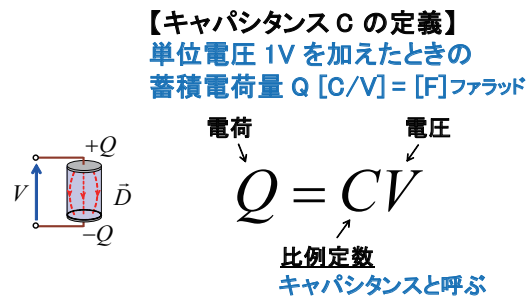 【キャパシタンス C の定義】
単位電圧 1V を加えたときの
蓄積電荷量 Q [C/V] = [F]ファラッド
電荷
電圧
Q = CV
比例定数
キャパシタンスと呼ぶ
+Q
V
D⃗
−Q